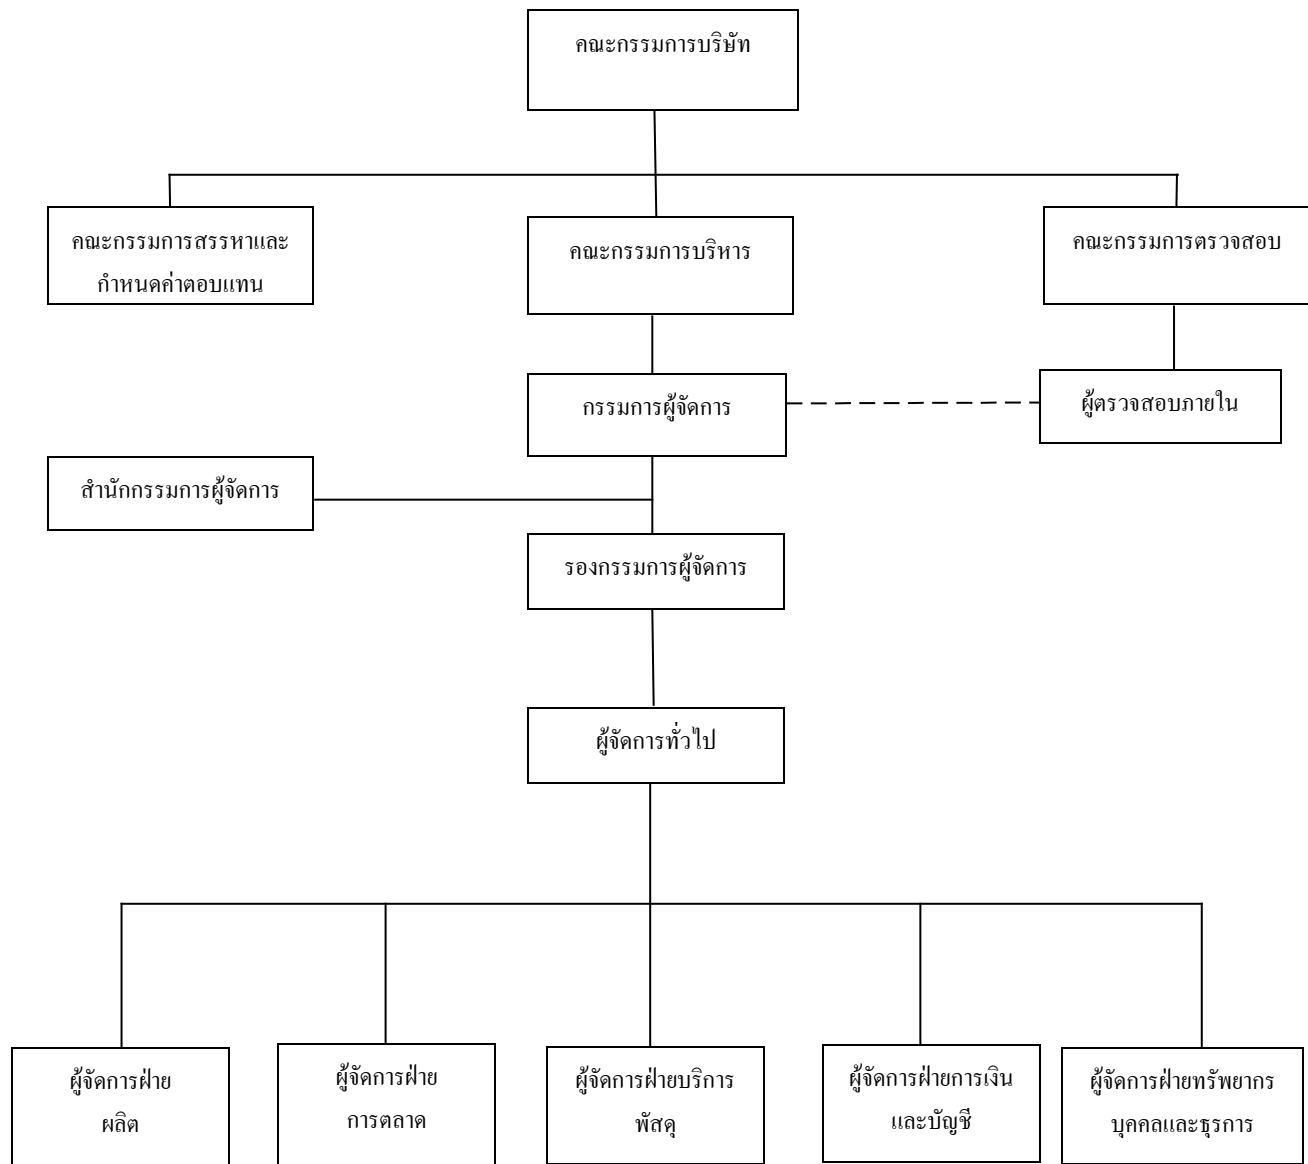 คณะกรรมการบริษัท
คณะกรรมการสรรหาและ
กำหนดค่าตอบแทน
คณะกรรมการบริหาร
คณะกรรมการตรวจสอบ
กรรมการผู้จัดการ
ผู้ตรวจสอบภายใน
สำนักกรรมการผู้จัดการ
รองกรรมการผู้จัดการ
ผู้จัดการทั่วไป
ผู้จัดการฝ่าย
ผลิต
ผู้จัดการฝ่าย
การตลาด
ผู้จัดการฝ่ายบริการ
พัสดุ
ผู้จัดการฝ่ายการเงิน
และบัญชี
ผู้จัดการฝ่ายทรัพยากร
บุคคลและธุรการ